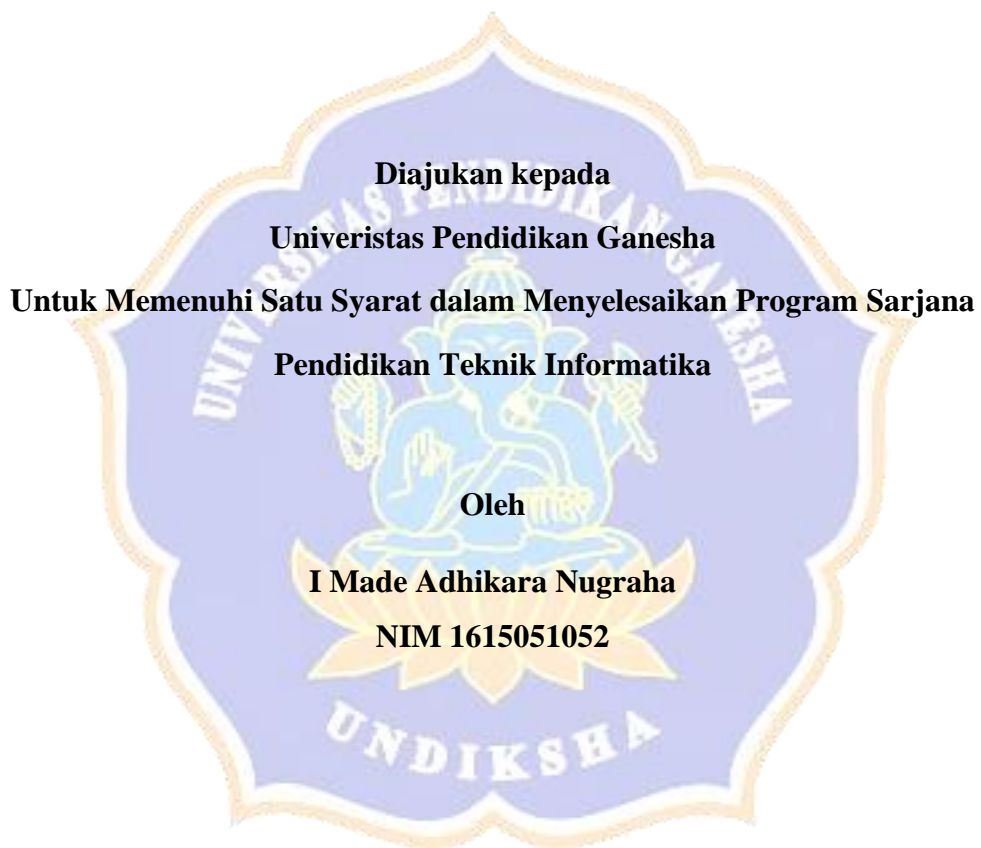 Diajukan kepada
Univeristas Pendidikan Ganesha
Untuk Memenuhi Satu Syarat dalam Menyelesaikan Program Sarjana
Pendidikan Teknik Informatika
Oleh
I Made Adhikara Nugraha
NIM 1615051052
UNIVERSITAS PENDIDIKAN GANESHA
UNDIKSHA